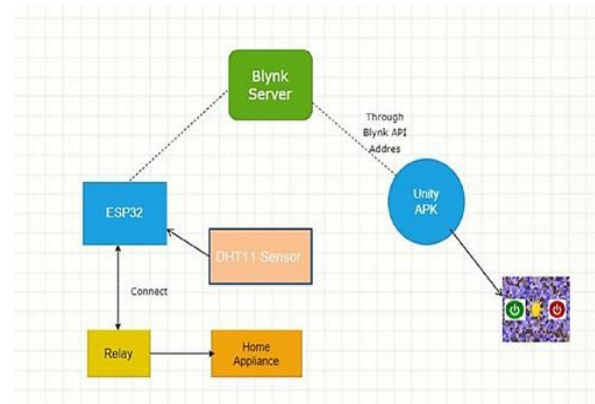 Blynk
Server
Through
Blynk API
Addres
ESP32
Unity
APK
DHT11 Sensor
Connect
Relay
Home
Appliance